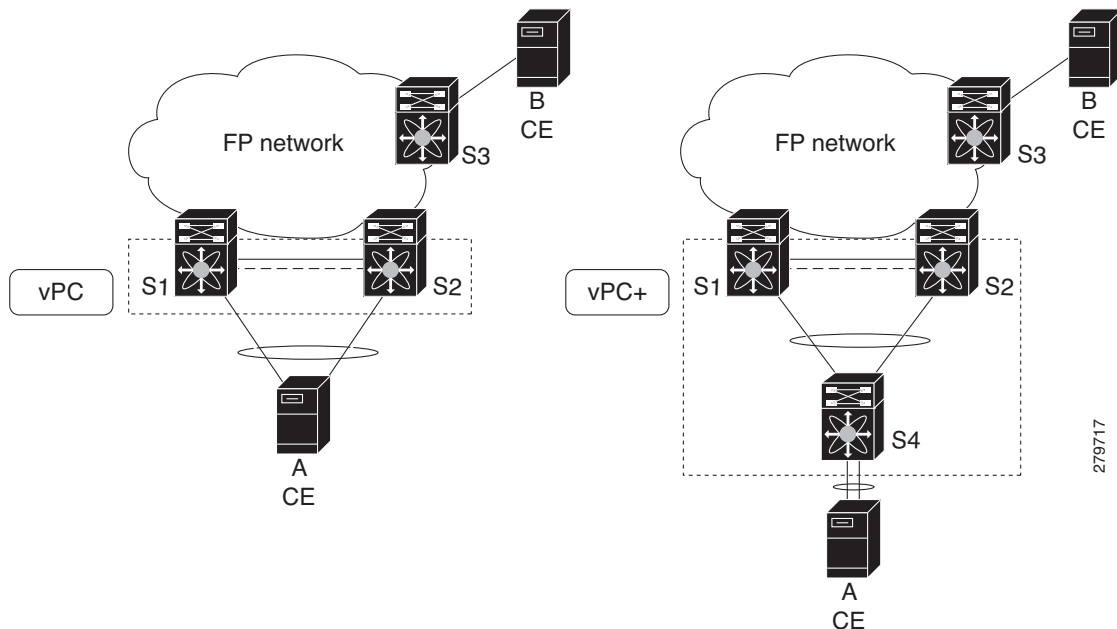 B
CE
FP network
S3
S1
S2
vPC
A
CE
B
CE
FP network
S3
S1
S2
vPC+
S4
A
CE
279717